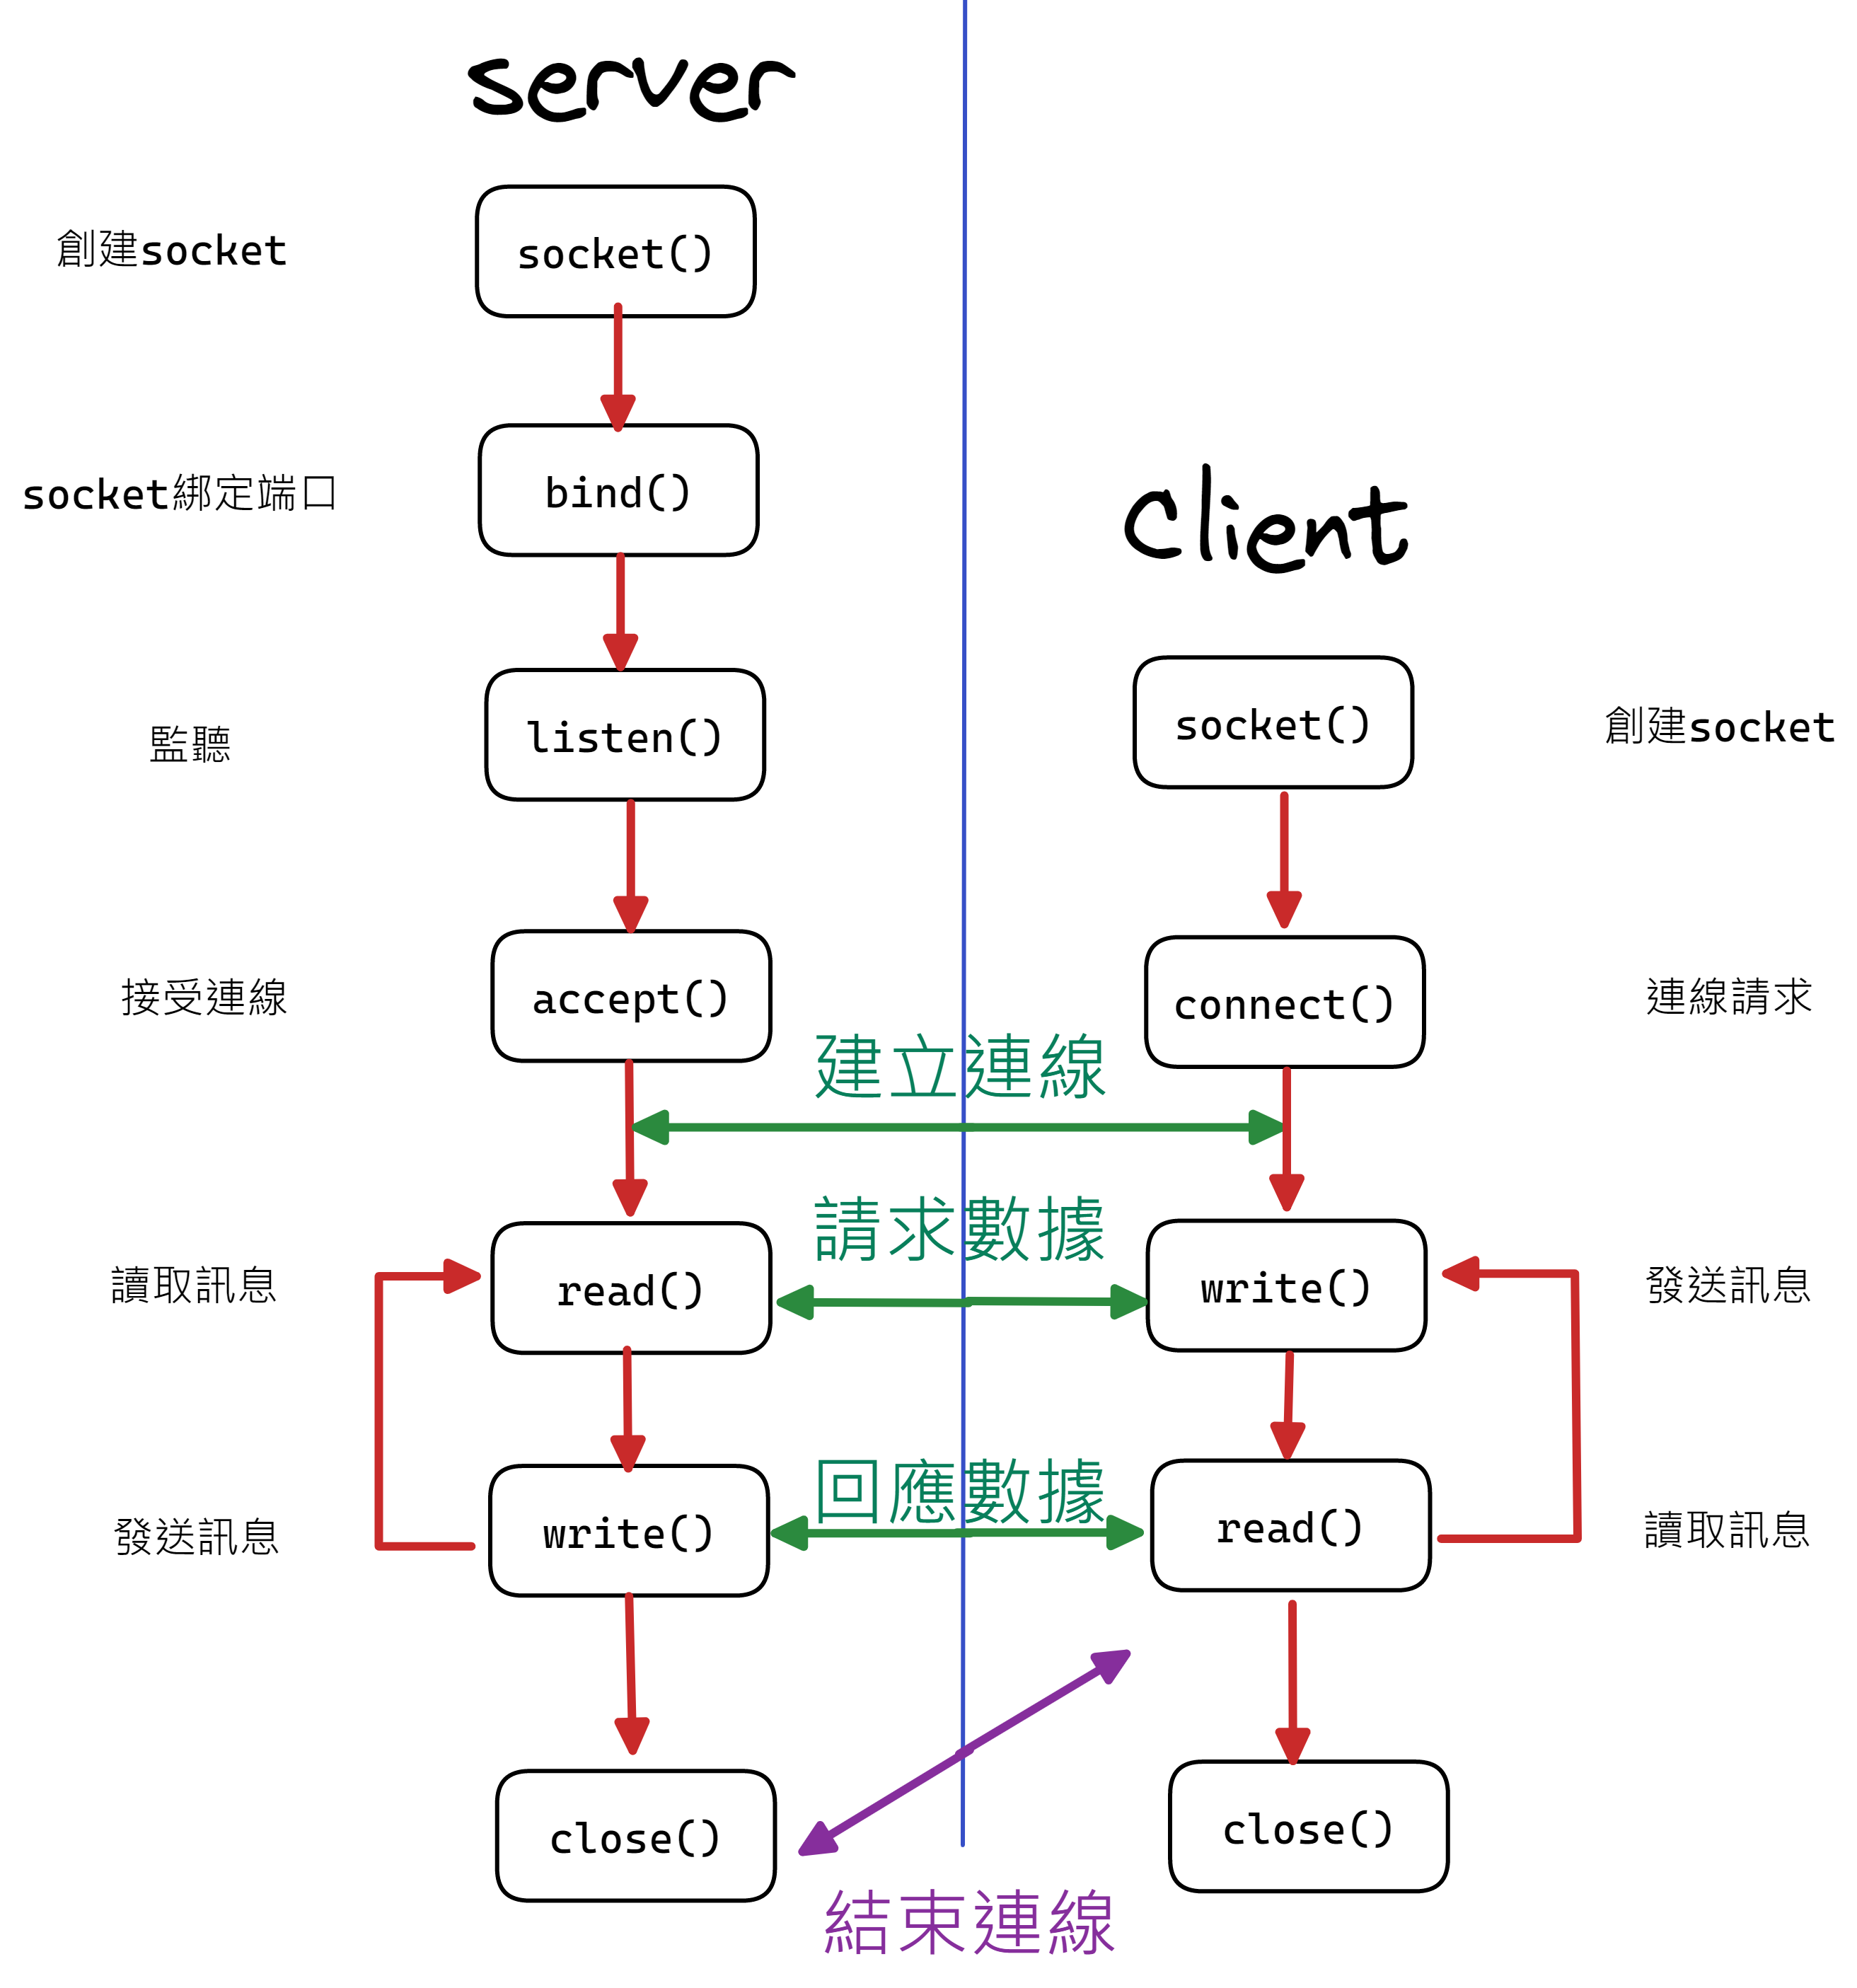 server
創建socket
socket()
socket綁定端口
bind()
client
監聽
listen()
socket()
創建socket
接受連線
accept()
connect()
連線請求
建立連線
請求數據
讀取訊息
read()
write()
發送訊息
回應數據
發送訊息
write()
read()
讀取訊息
close()
close()
結束連線